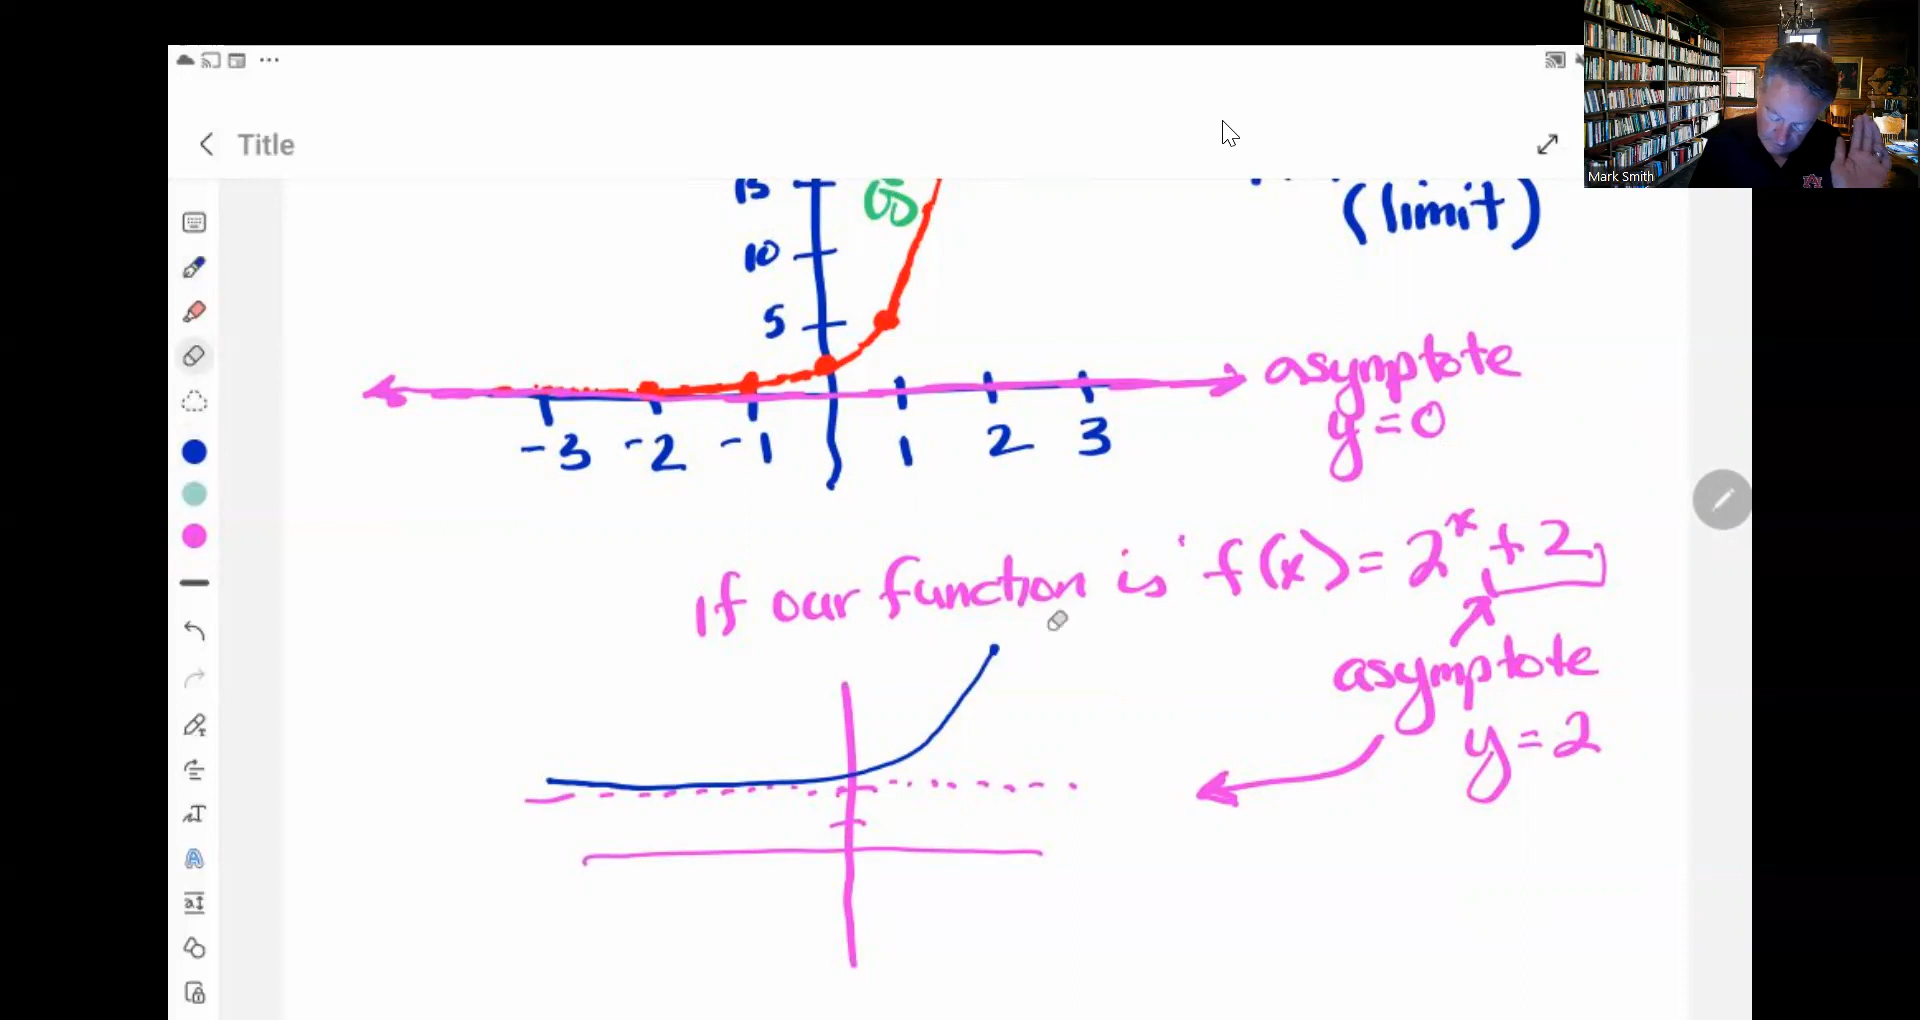 Mark Smith
Title
15
(limit)
10
5
asymptote
y = 0
-3 -2 -1 1 2 3
If our function is f(x) = 2^x + 2
asymptote
y = 2